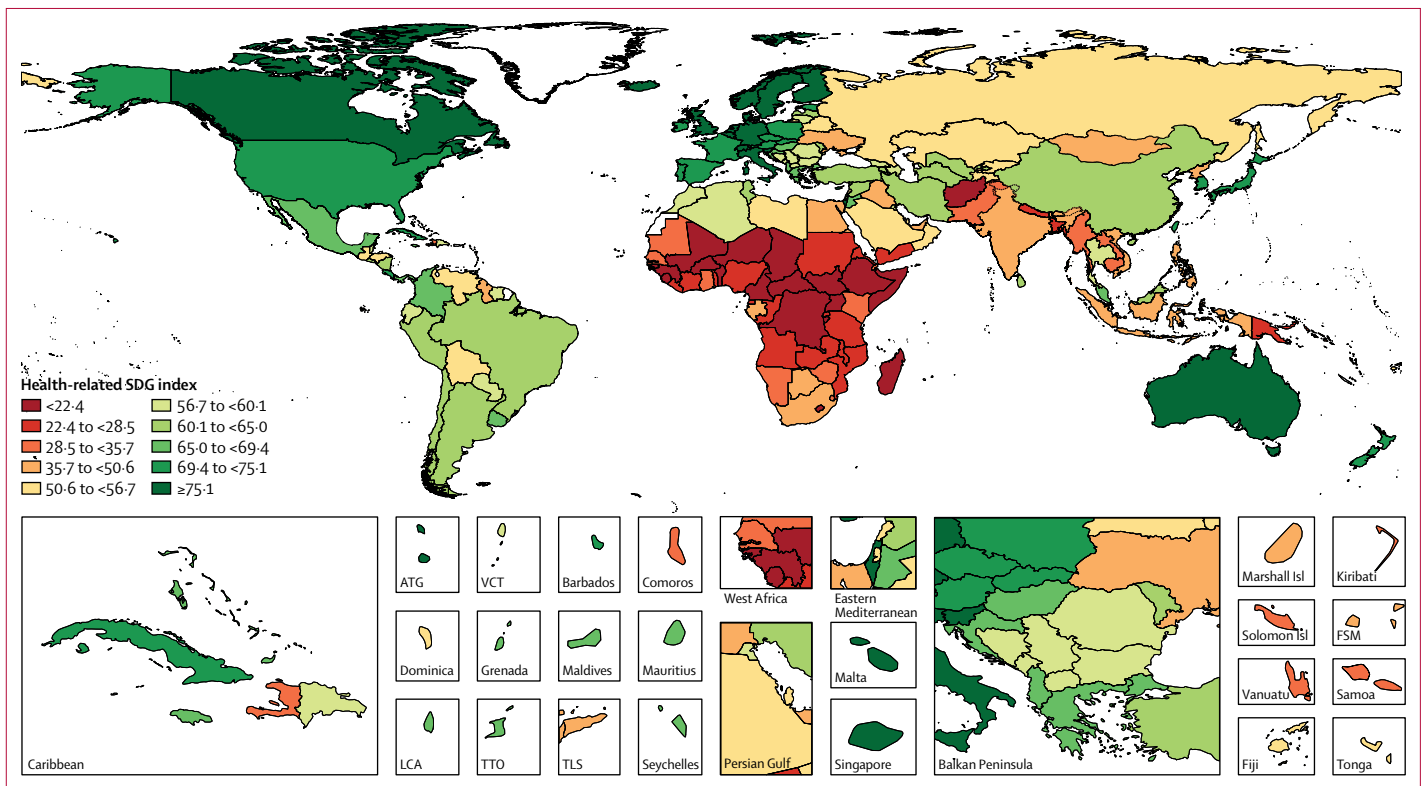 Health-related SDG index
<22·4
22·4 to <28·5
28·5 to <35·7
35·7 to <50·6
50·6 to <56·7
56·7 to <60·1
60·1 to <65·0
65·0 to <69·4
69·4 to <75·1
≥75·1
Caribbean
ATG
VCT
Barbados
Comoros
Dominica
Grenada
Maldives
Mauritius
LCA
TTO
TLS
Seychelles
West Africa
Eastern
Mediterranean
Persian Gulf
Malta
Singapore
Balkan Peninsula
Marshall Isl
Kiribati
Solomon Isl
FSM
Vanuatu
Samoa
Fiji
Tonga